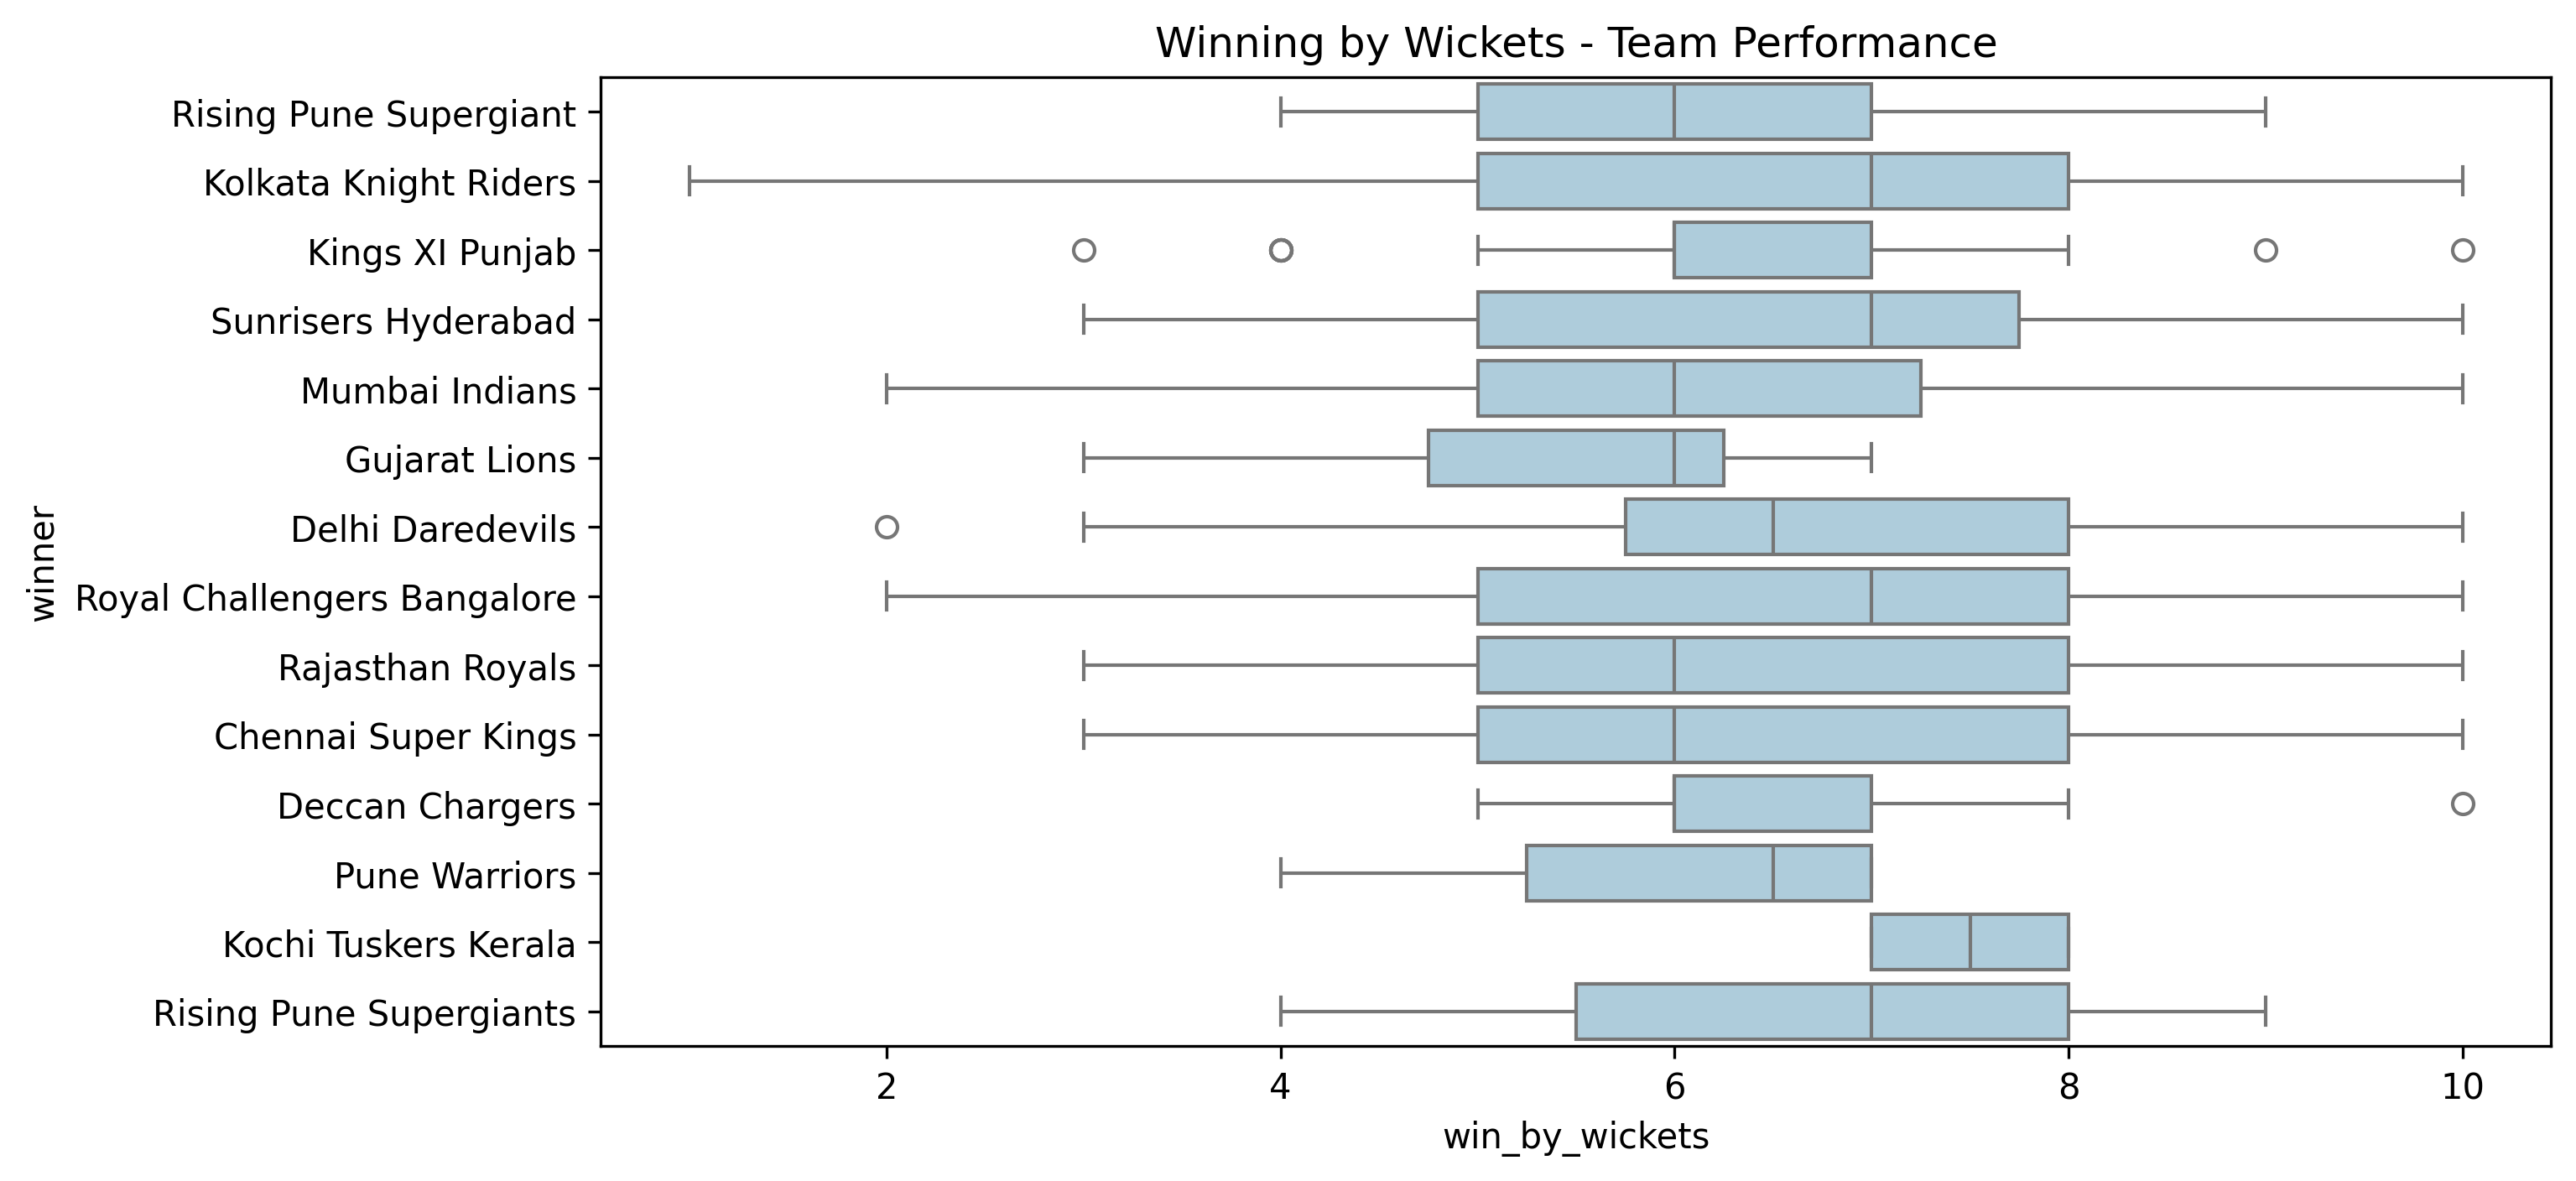 Winning by Wickets - Team Performance
winner
Rising Pune Supergiant
Kolkata Knight Riders
Kings XI Punjab
Sunrisers Hyderabad
Mumbai Indians
Gujarat Lions
Delhi Daredevils
Royal Challengers Bangalore
Rajasthan Royals
Chennai Super Kings
Deccan Chargers
Pune Warriors
Kochi Tuskers Kerala
Rising Pune Supergiants
2 4 6 8 10
win_by_wickets